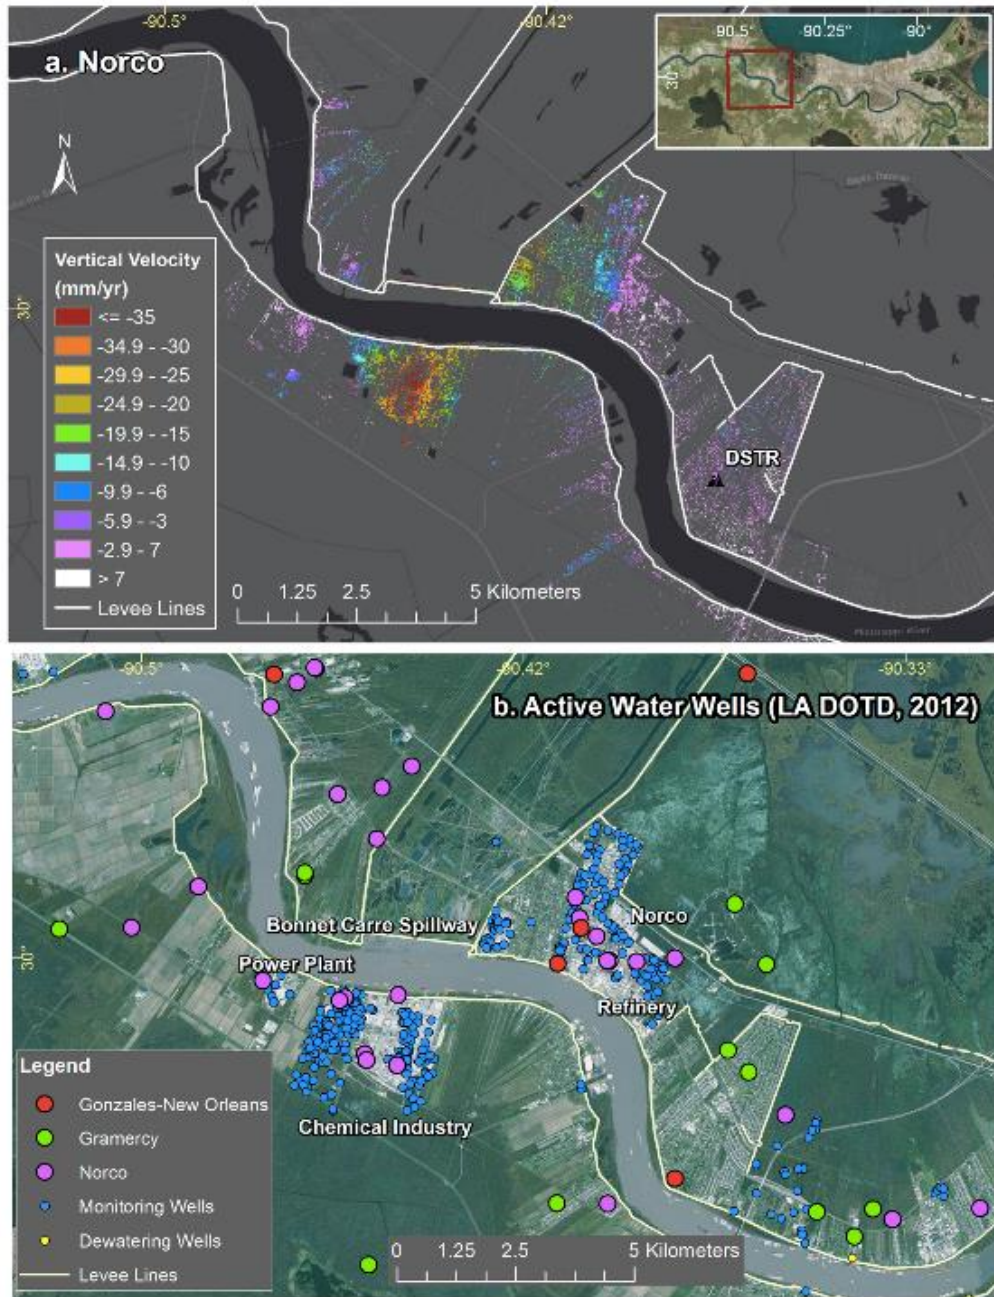 -90.5°
-90.42°
a. Norco
-90.5°
-90.25°
-90°
30°
N
30°
Vertical Velocity
(mm/yr)
<= -35
-34.9 - -30
-29.9 - -25
-24.9 - -20
-19.9 - -15
-14.9 - -10
-9.9 - -6
-5.9 - -3
-2.9 - 7
> 7
Levee Lines
DSTR
0 1.25 2.5 5 Kilometers
Mississippi River
-90.5°
-90.42°
-90.33°
b. Active Water Wells (LA DOTD, 2012)
Bonnet Carre Spillway
Norco
30°
Power Plant
Refinery
Chemical Industry
Legend
Gonzales-New Orleans
Gramercy
Norco
Monitoring Wells
Dewatering Wells
Levee Lines
0 1.25 2.5 5 Kilometers